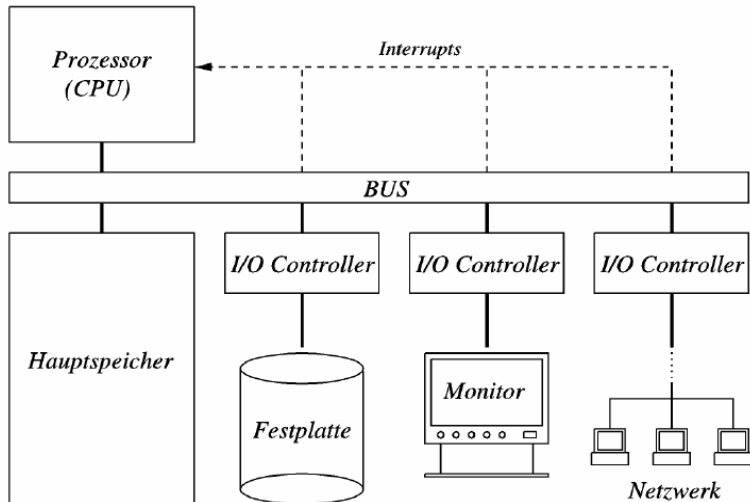 Prozessor
(CPU)
Interrupts
BUS
I/O Controller
I/O Controller
I/O Controller
Hauptspeicher
Festplatte
Monitor
Netzwerk